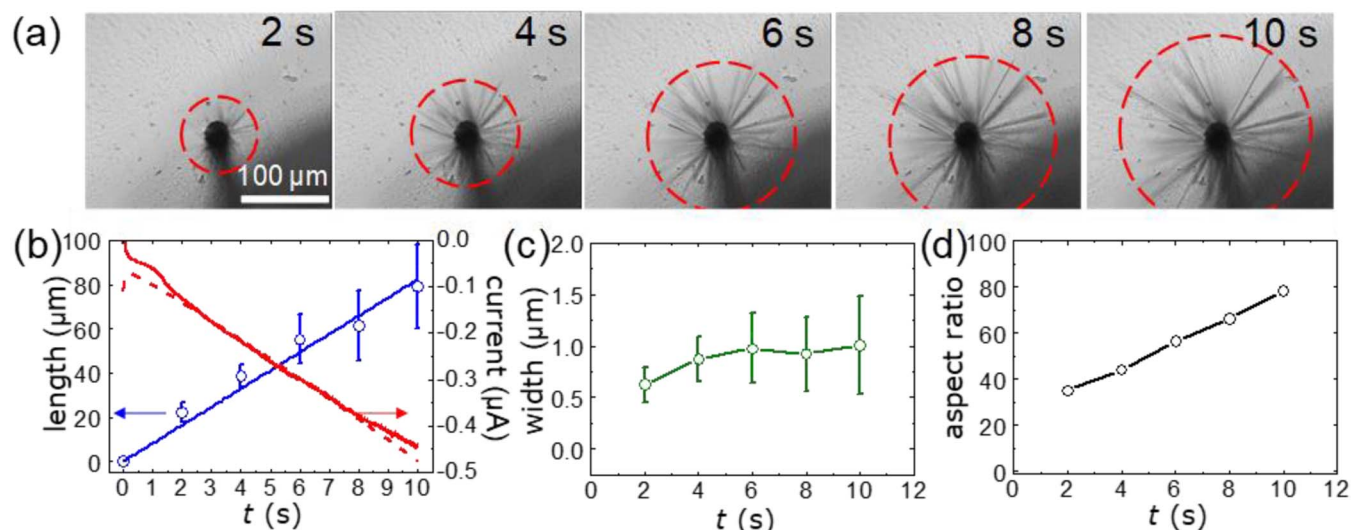 (a) 2 s 4 s 6 s 8 s 10 s
100 µm
(b) (c) (d)
100 80 60 40 20 0
length (µm)
0.0 -0.1 -0.2 -0.3 -0.4 -0.5
current (µA)
0 1 2 3 4 5 6 7 8 9 10
t (s)
2.0 1.5 1.0 0.5 0.0
width (µm)
0 2 4 6 8 10 12
t (s)
100 80 60 40 20 0
aspect ratio
0 2 4 6 8 10 12
t (s)